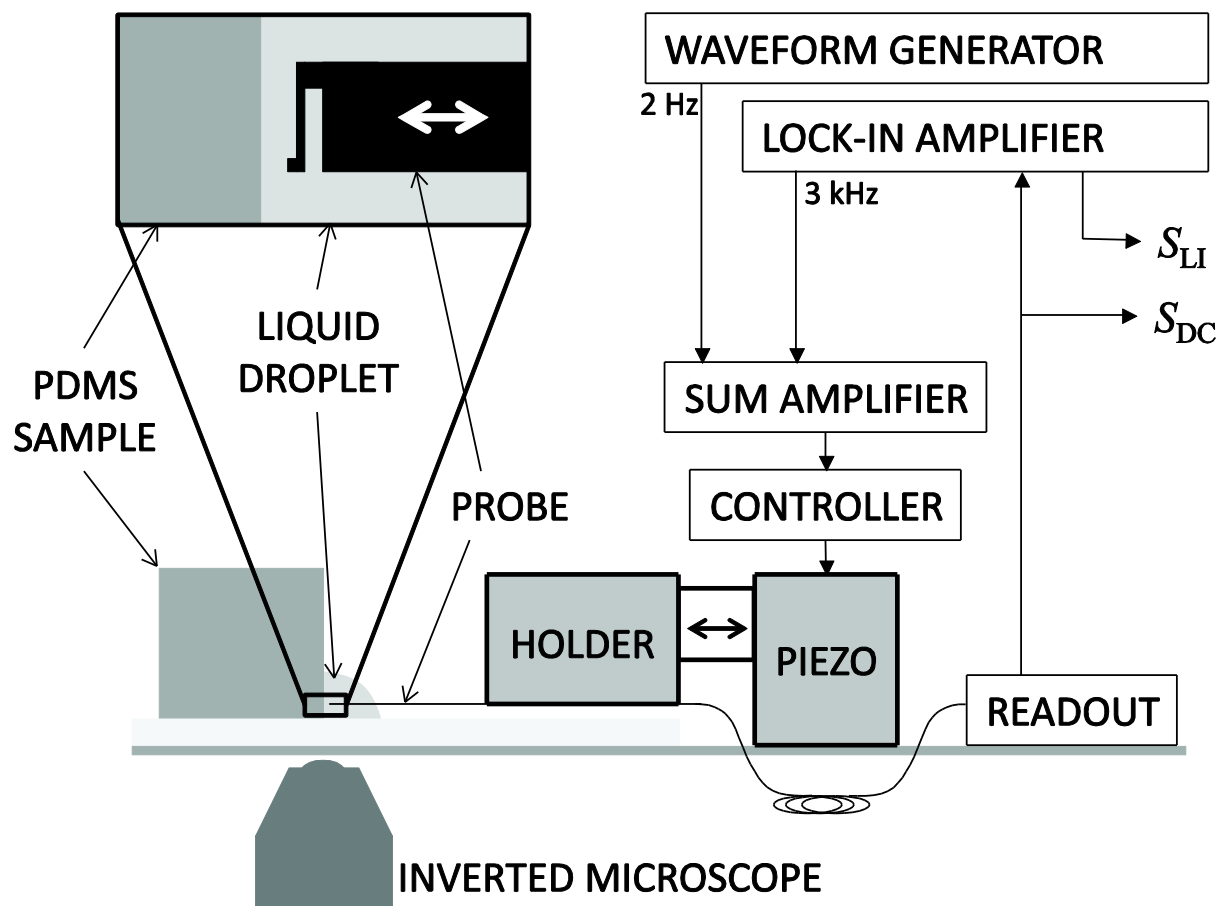 WAVEFORM GENERATOR
2 Hz
LOCK-IN AMPLIFIER
3 kHz
S_LI
S_DC
LIQUID
DROPLET
PDMS
SAMPLE
SUM AMPLIFIER
PROBE
CONTROLLER
HOLDER
PIEZO
READOUT
INVERTED MICROSCOPE